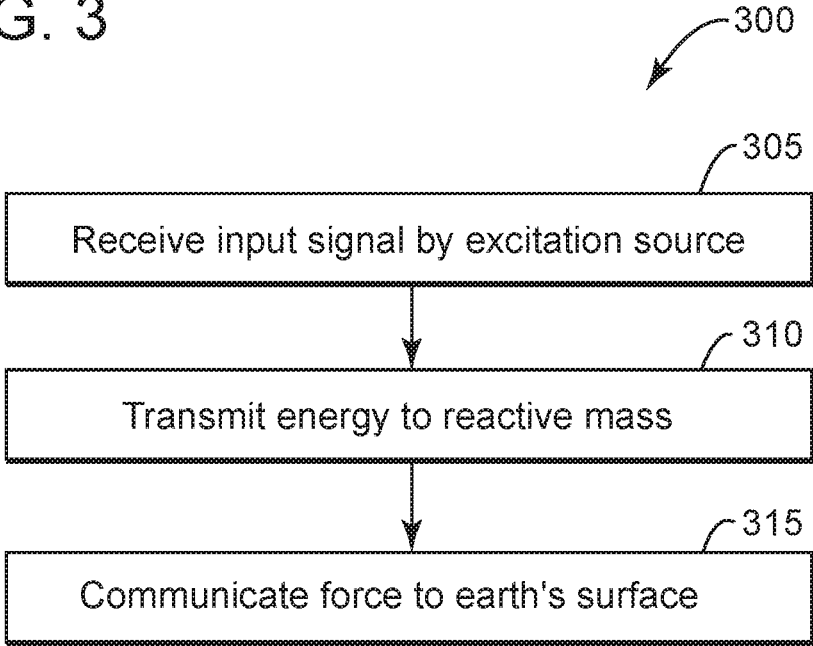 G. 3
300
305
Receive input signal by excitation source
310
Transmit energy to reactive mass
315
Communicate force to earth's surface